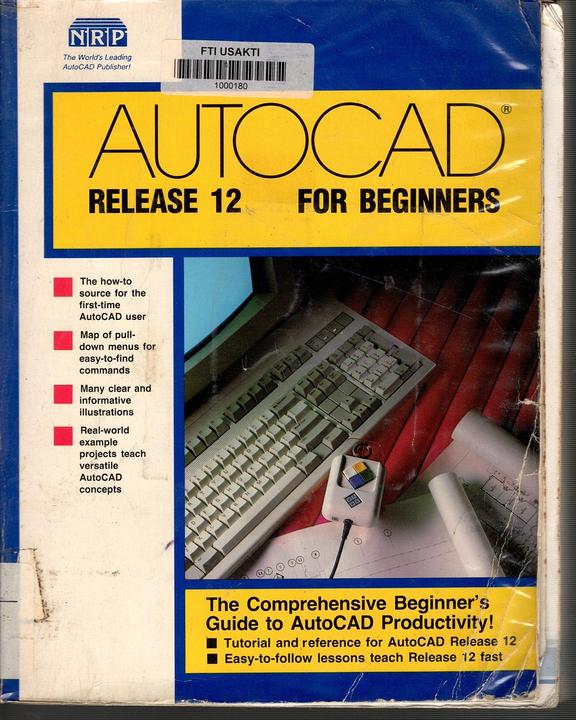 NRP
The World's Leading
AutoCAD Publisher!
FTI USAKTI
1000180
AUTOCAD®
RELEASE 12 FOR BEGINNERS
The how-to
source for the
first-time
AutoCAD user
Map of pull-
down menus for
easy-to-find
commands
Many clear and
informative
illustrations
Real-world
example
projects teach
versatile
AutoCAD
concepts
The Comprehensive Beginner's
Guide to AutoCAD Productivity!
Tutorial and reference for AutoCAD Release 12
Easy-to-follow lessons teach Release 12 fast